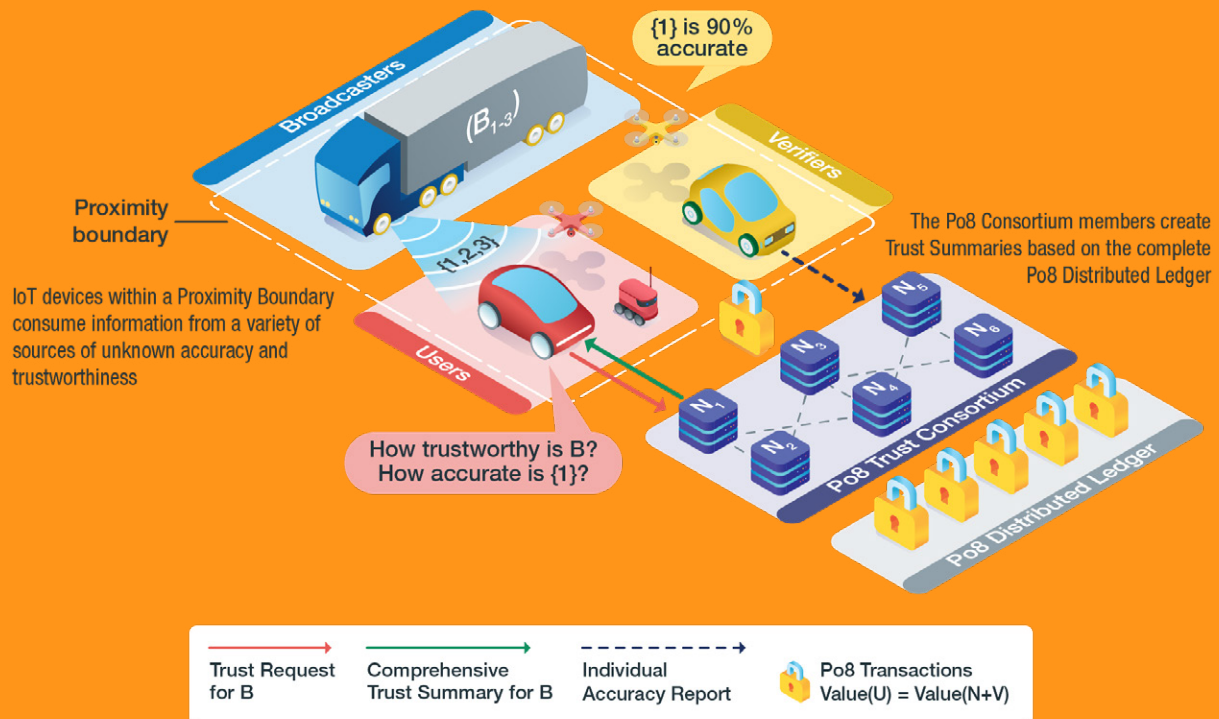 {1} is 90%
accurate
Broadcasters
(B1-3)
Verifiers
Proximity
boundary
{1,2,3}
The Po8 Consortium members create
Trust Summaries based on the complete
Po8 Distributed Ledger
IoT devices within a Proximity Boundary
consume information from a variety of
sources of unknown accuracy and
trustworthiness
Users
N5
N6
N3
N4
N1
N2
How trustworthy is B?
How accurate is {1}?
Po8 Trust Consortium
Po8 Distributed Ledger
Trust Request
for B
Comprehensive
Trust Summary for B
Individual
Accuracy Report
Po8 Transactions
Value(U) = Value(N+V)